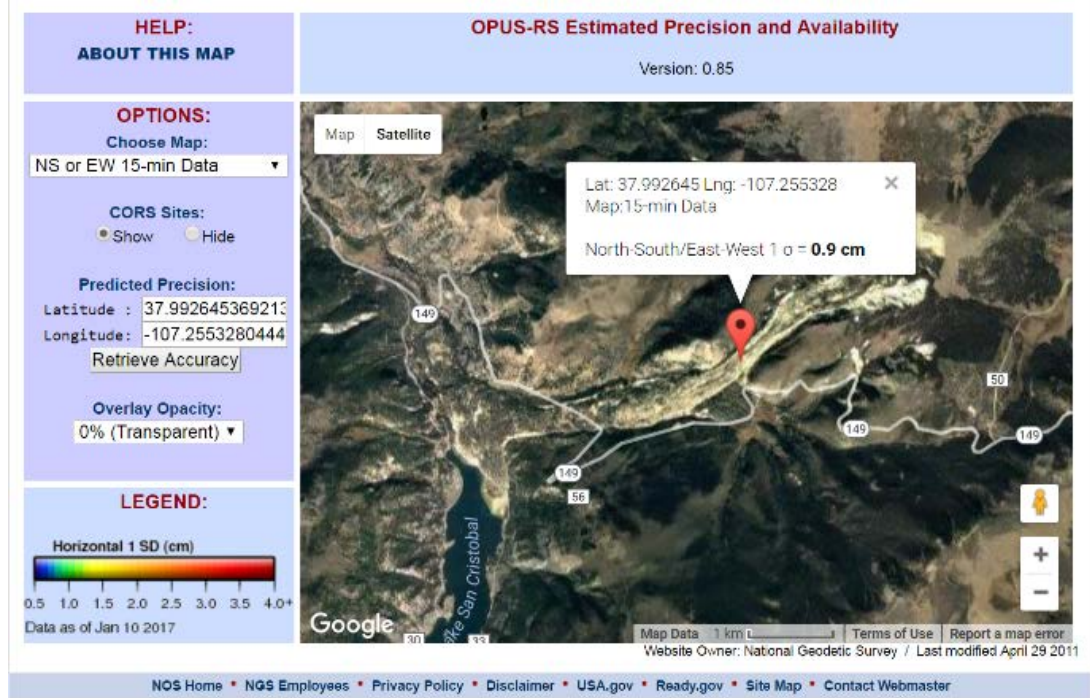 HELP:
ABOUT THIS MAP
OPUS-RS Estimated Precision and Availability
Version: 0.85
OPTIONS:
Choose Map:
NS or EW 15-min Data
CORS Sites:
Show Hide
Predicted Precision:
Latitude : 37.992645369213
Longitude: -107.2553280444
Retrieve Accuracy
Overlay Opacity:
0% (Transparent)
LEGEND:
Horizontal 1 SD (cm)
0.5 1.0 1.5 2.0 2.5 3.0 3.5 4.0+
Data as of Jan 10 2017
Map Satellite
Lat: 37.992645 Lng: -107.255328
Map:15-min Data
North-South/East-West 1 σ = 0.9 cm
149
50
149
149
149
56
ke San Cristobal
30
33
Google
Map Data 1 km Terms of Use Report a map error
Website Owner: National Geodetic Survey / Last modified April 29 2011
NOS Home * NGS Employees * Privacy Policy * Disclaimer * USA.gov * Ready.gov * Site Map * Contact Webmaster